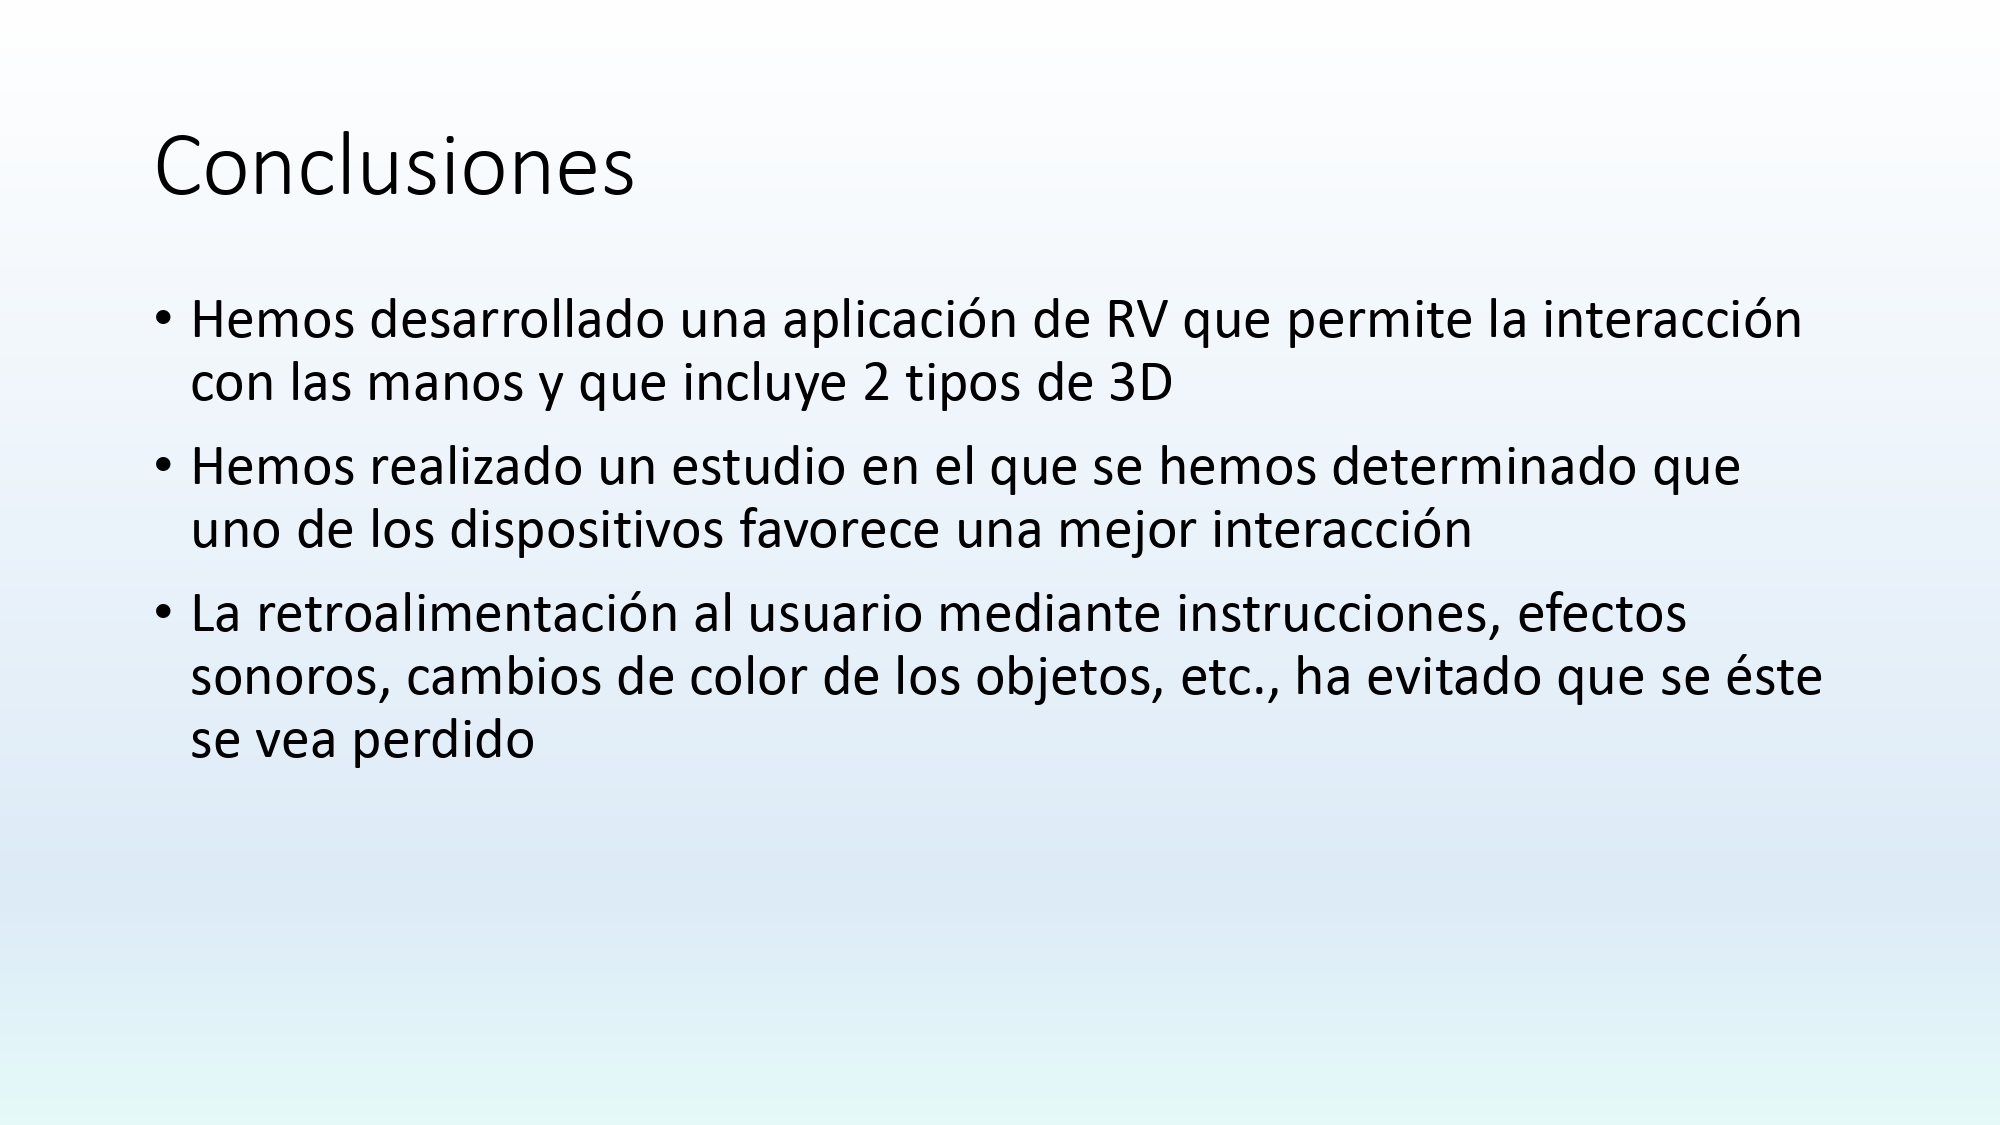 Conclusiones
• Hemos desarrollado una aplicación de RV que permite la interacción
con las manos y que incluye 2 tipos de 3D
• Hemos realizado un estudio en el que se hemos determinado que
uno de los dispositivos favorece una mejor interacción
• La retroalimentación al usuario mediante instrucciones, efectos
sonoros, cambios de color de los objetos, etc., ha evitado que se éste
se vea perdido